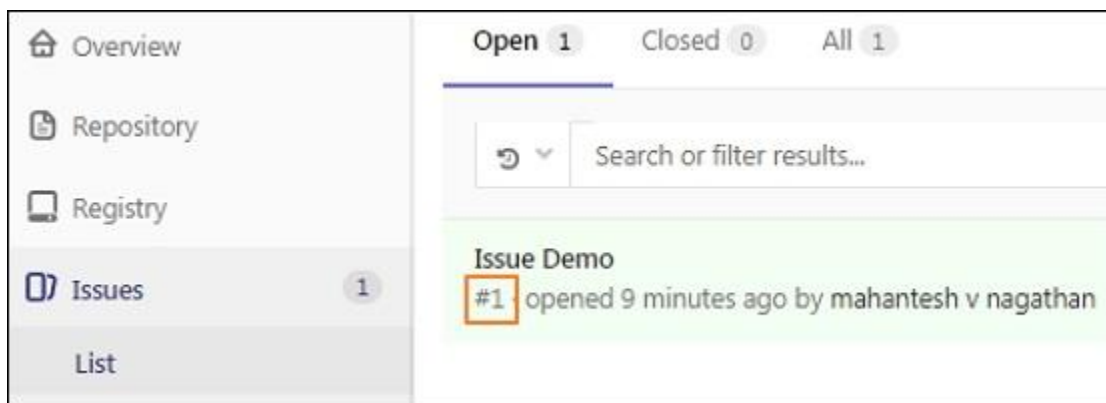 Overview
Repository
Registry
Issues 1
List
Open 1 Closed 0 All 1
Search or filter results...
Issue Demo
#1 · opened 9 minutes ago by mahantesh v nagathan